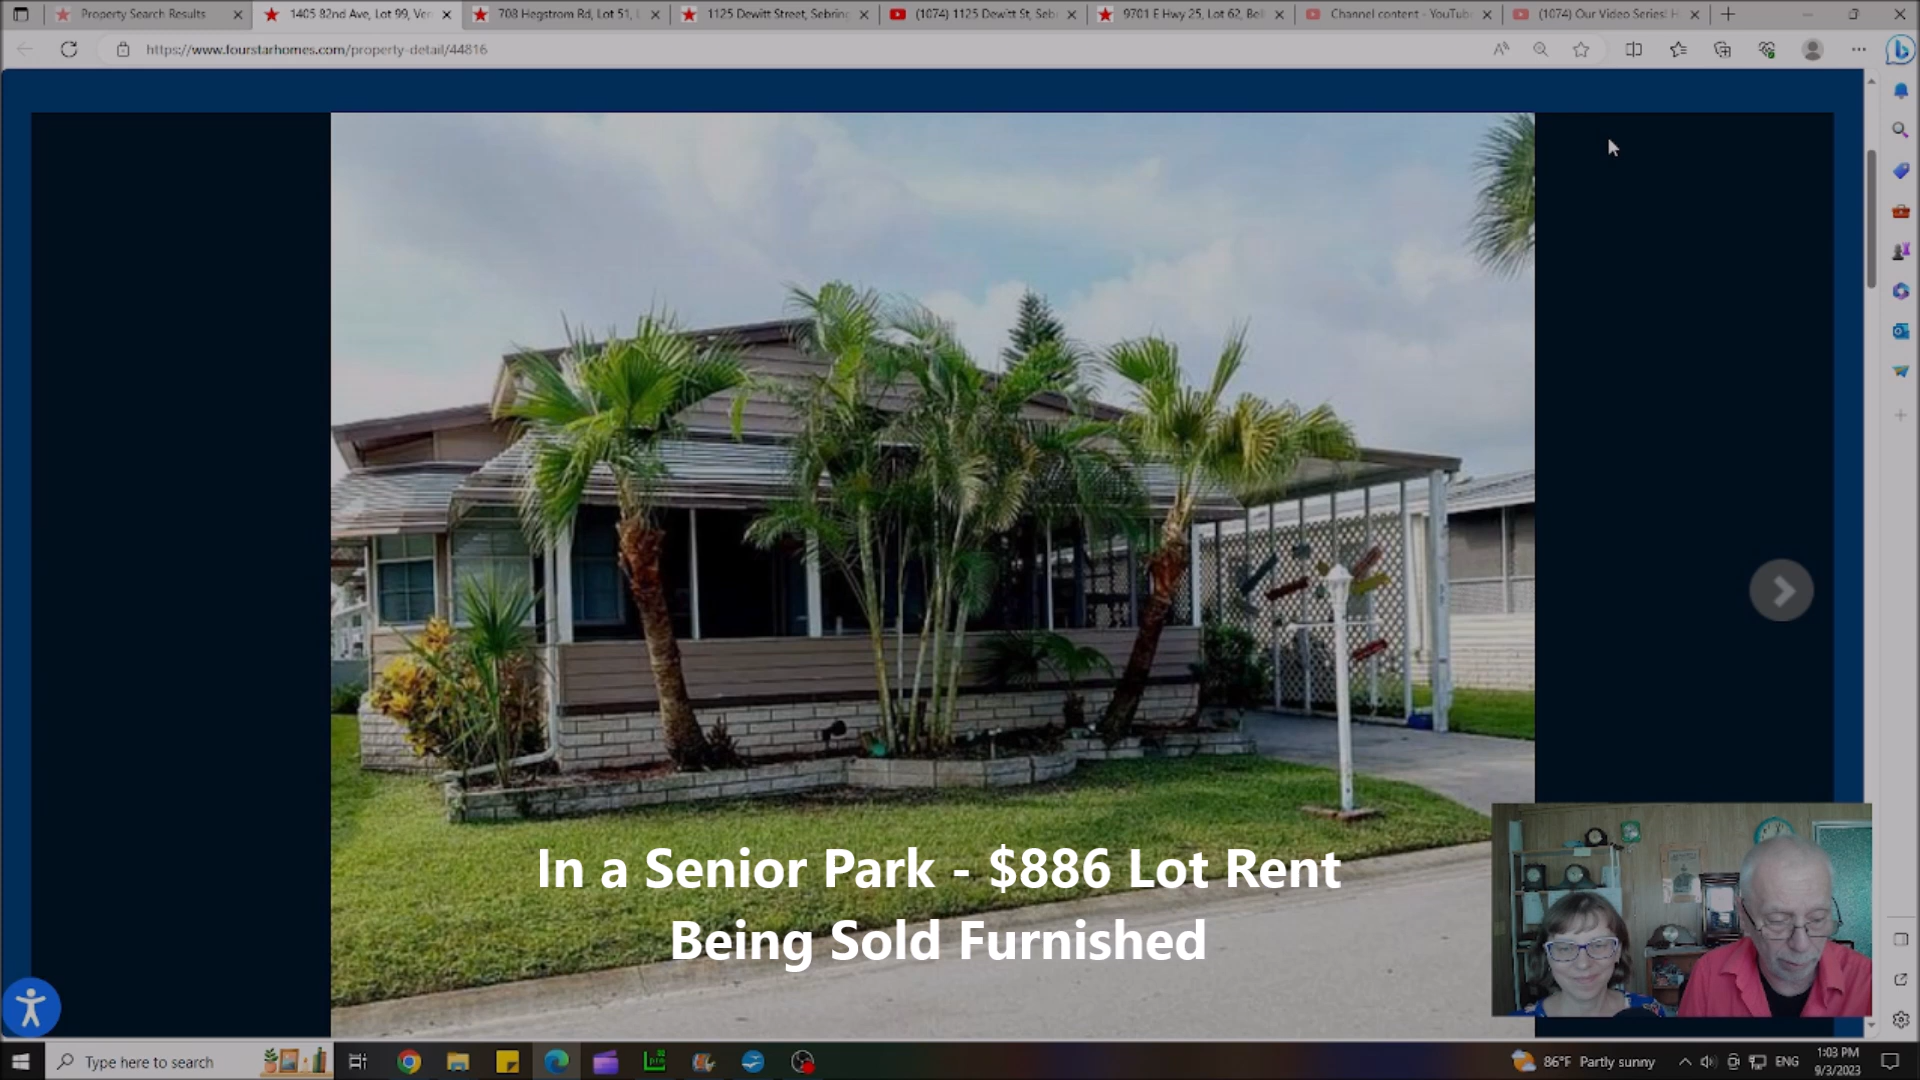 Property Search Results
1405 82nd Ave, Lot 99, Ver
708 Hegstrom Rd, Lot 51,
1125 Dewitt Street, Sebring
(1074) 1125 Dewitt St, Seb
9701 E Hwy 25, Lot 62, Bel
Channel content - YouTube
(1074) Our Video Series! H
https://www.fourstarhomes.com/property-detail/44816
In a Senior Park - $886 Lot Rent
Being Sold Furnished
Type here to search
86°F Partly sunny
ENG
1:03 PM
9/3/2023